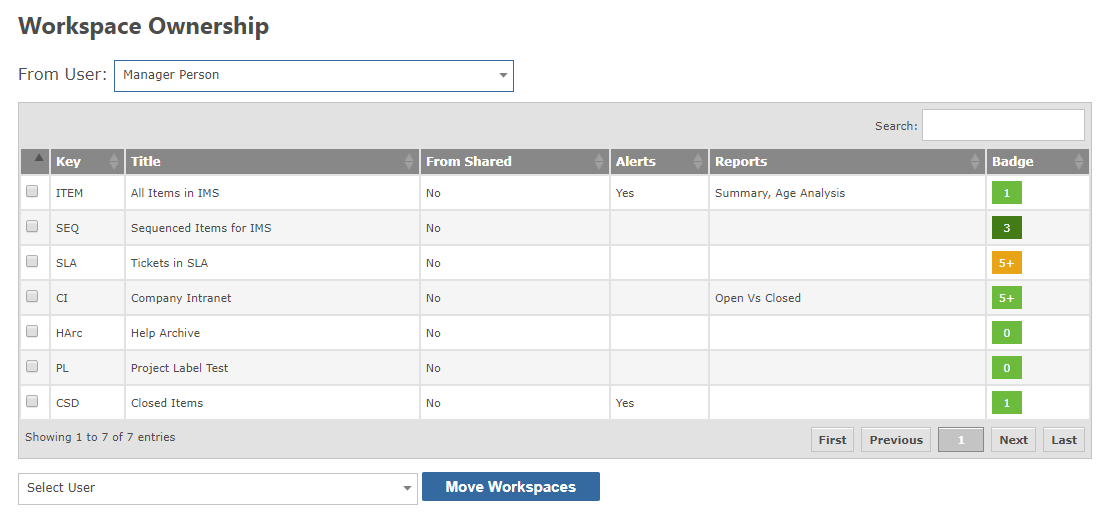 Workspace Ownership
From User: Manager Person
Search:
Key Title From Shared Alerts Reports Badge
ITEM All Items in IMS No Yes Summary, Age Analysis 1
SEQ Sequenced Items for IMS No 3
SLA Tickets in SLA No 5+
CI Company Intranet No Open Vs Closed 5+
HArc Help Archive No 0
PL Project Label Test No 0
CSD Closed Items No Yes 1
Showing 1 to 7 of 7 entries First Previous 1 Next Last
Select User Move Workspaces